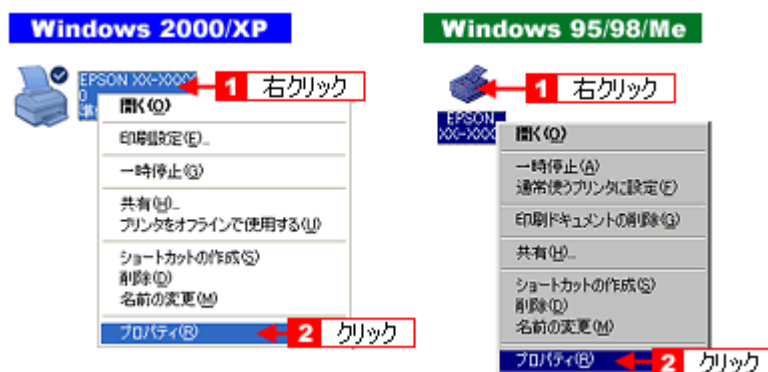 Windows 2000/XP
EPSON XX-XXXX
0
1 右クリック
開く(O)
印刷設定(E)...
一時停止(G)
共有(H)...
プリンタをオフラインで使用する(U)
ショートカットの作成(S)
削除(D)
名前の変更(M)
プロパティ(R)
2 クリック
Windows 95/98/Me
1 右クリック
EPSON
XX-XXXX
開く(O)
一時停止(A)
通常使うプリンタに設定(F)
印刷ドキュメントの削除(G)
共有(H)...
ショートカットの作成(S)
削除(D)
名前の変更(M)
プロパティ(R)
2 クリック